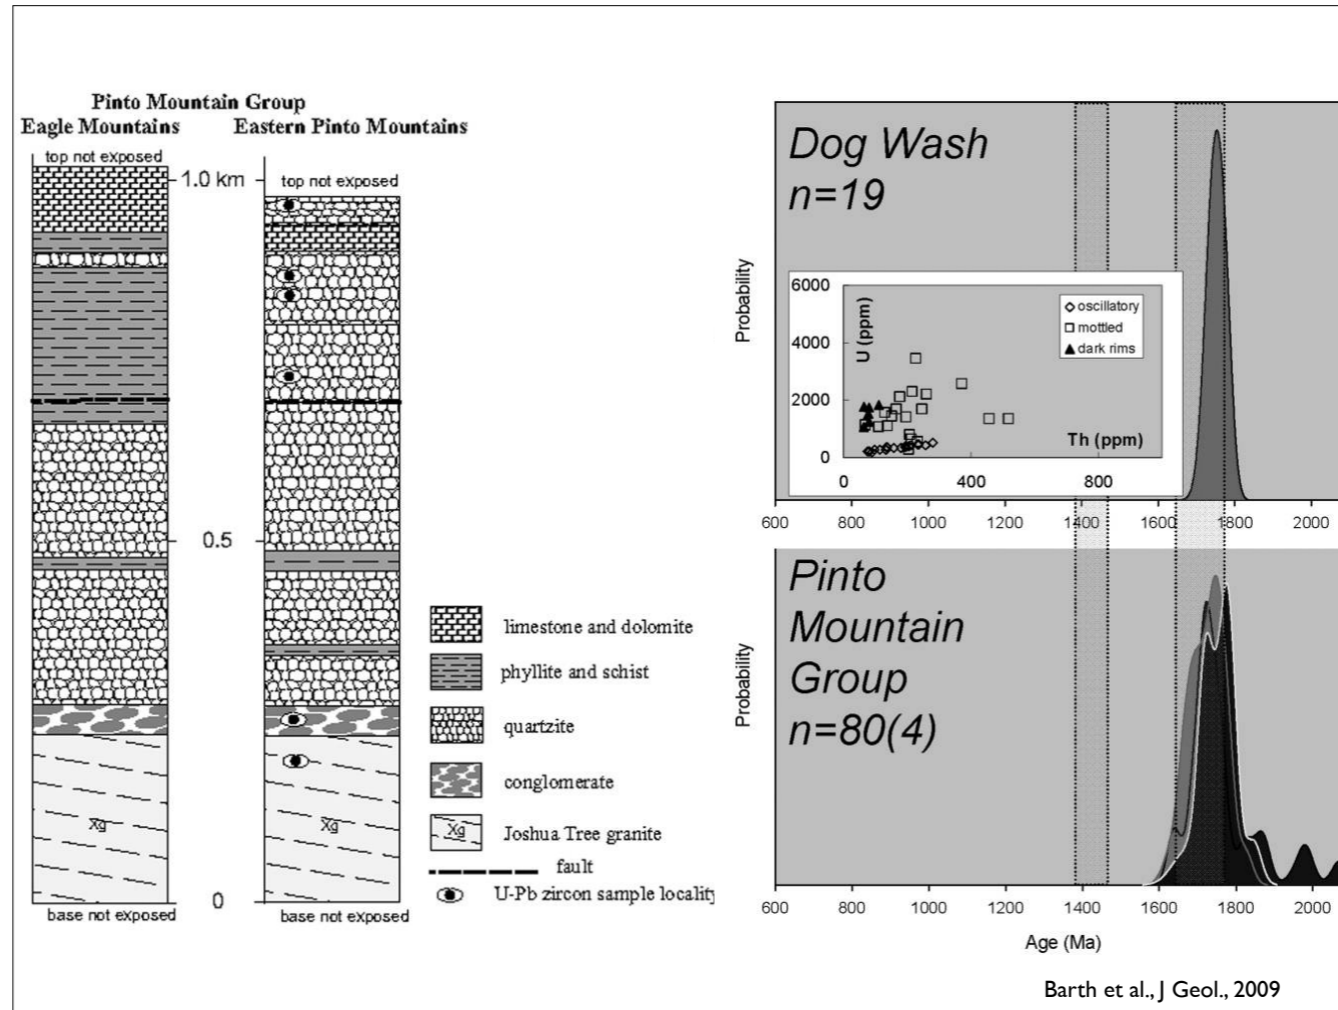 Pinto Mountain Group
Eagle Mountains
Eastern Pinto Mountains
top not exposed
1.0 km
top not exposed
0.5
0
Xg
Xg
base not exposed
base not exposed
limestone and dolomite
phyllite and schist
quartzite
conglomerate
Xg
Joshua Tree granite
fault
U-Pb zircon sample locality
Dog Wash
n=19
Probability
6000
4000
2000
0
U (ppm)
oscillatory
mottled
dark rims
Th (ppm)
0
400
800
600
800
1000
1200
1400
1600
1800
2000
Pinto
Mountain
Group
n=80(4)
Probability
600
800
1000
1200
1400
1600
1800
2000
Age (Ma)
Barth et al., J Geol., 2009